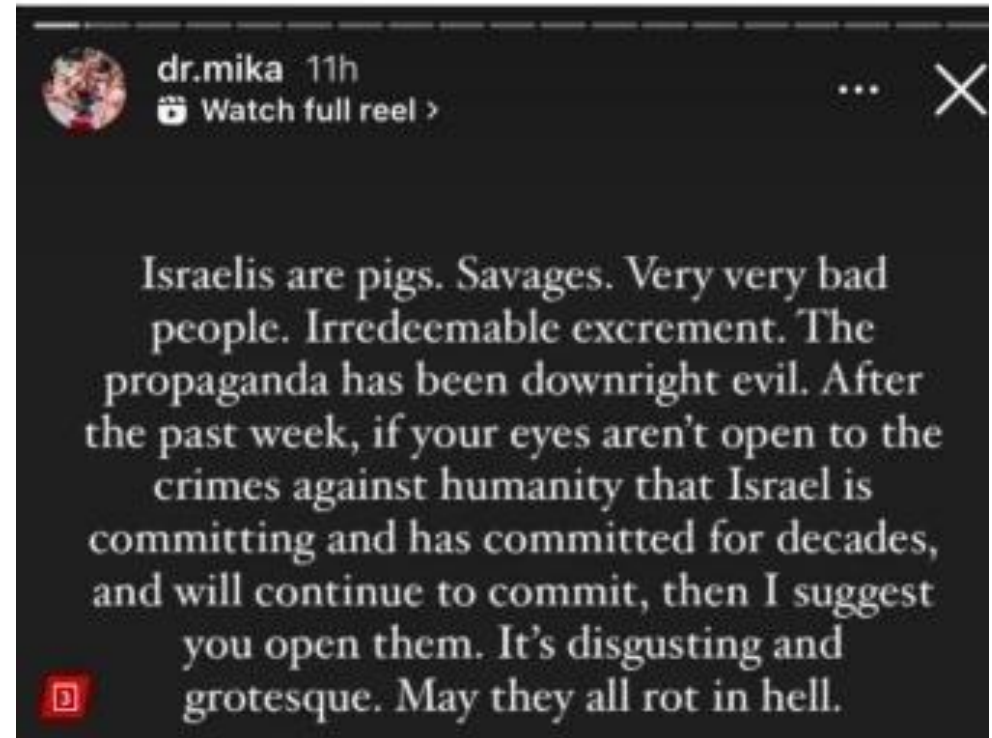 dr.mika 11h
Watch full reel >
Israelis are pigs. Savages. Very very bad
people. Irredeemable excrement. The
propaganda has been downright evil. After
the past week, if your eyes aren’t open to the
crimes against humanity that Israel is
committing and has committed for decades,
and will continue to commit, then I suggest
you open them. It’s disgusting and
grotesque. May they all rot in hell.